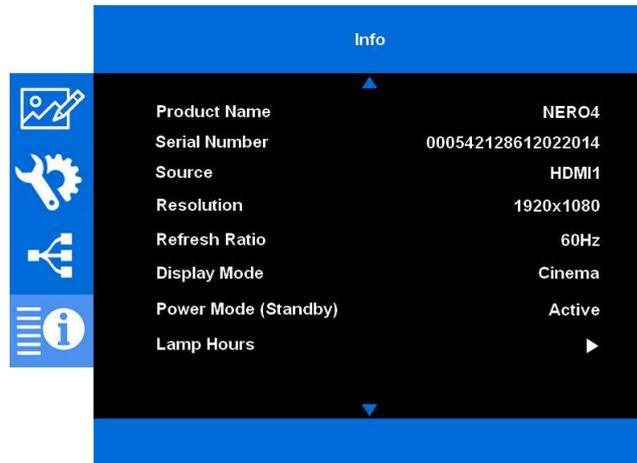 Info
Product Name NERO4
Serial Number 000542128612022014
Source HDMI1
Resolution 1920x1080
Refresh Ratio 60Hz
Display Mode Cinema
Power Mode (Standby) Active
Lamp Hours